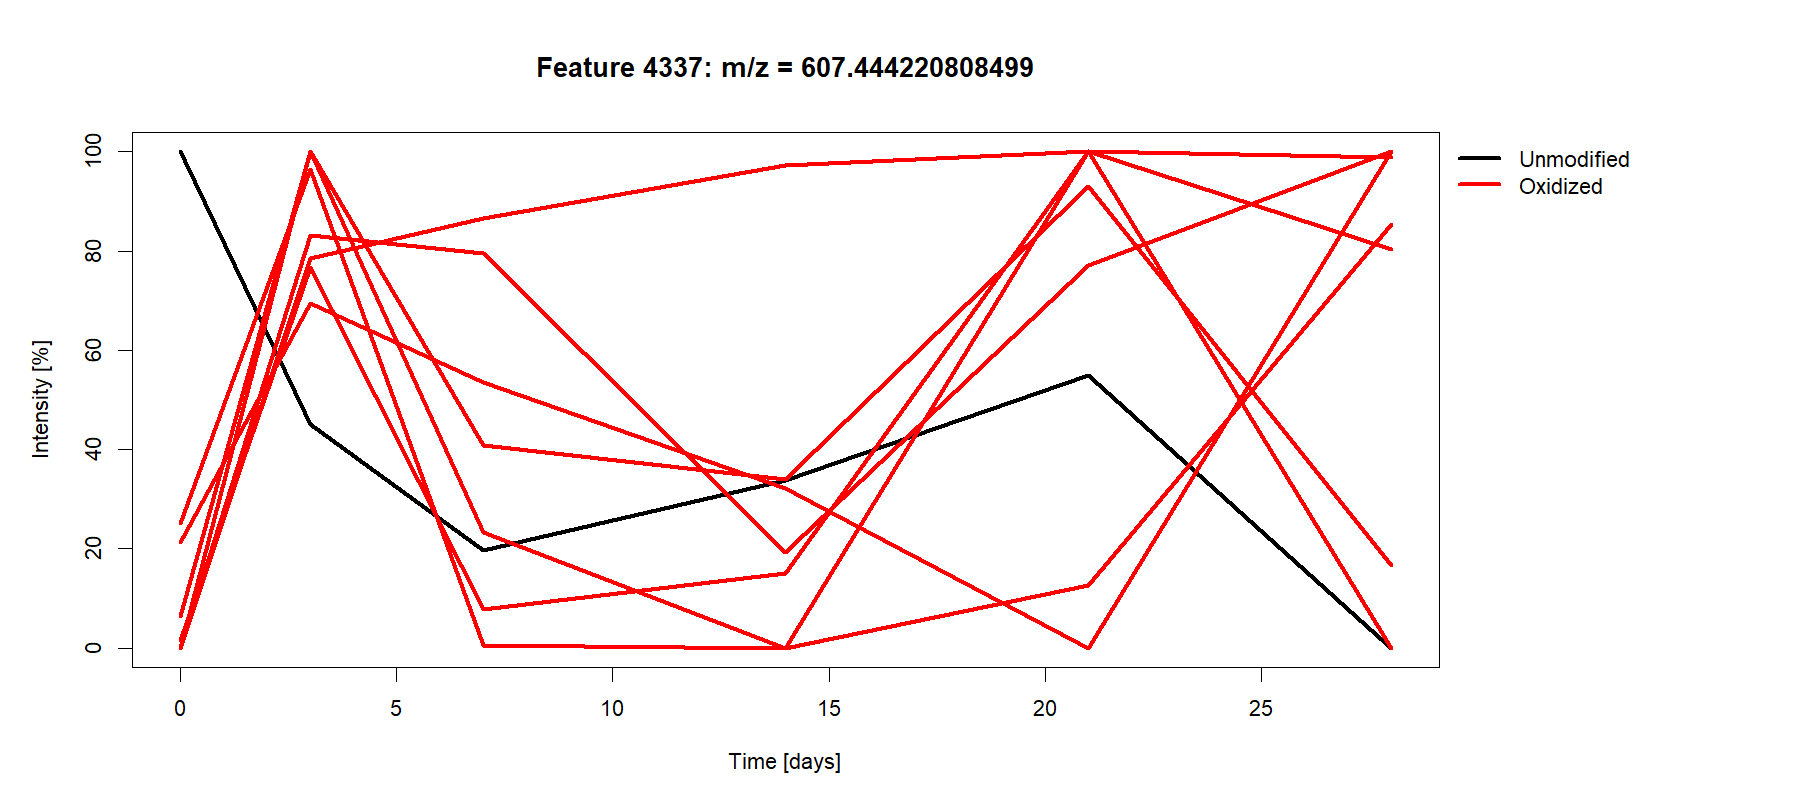 Feature 4337: m/z = 607.444220808499
Unmodified
Oxidized
100
80
60
40
20
0
Intensity [%]
0 5 10 15 20 25
Time [days]